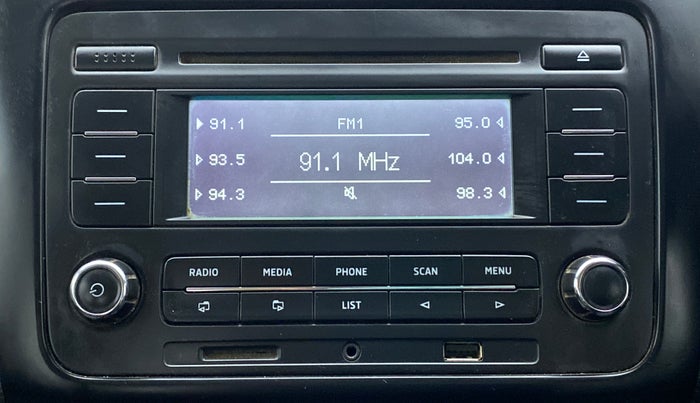 91.1 FM1 95.0
93.5 91.1 MHz 104.0
94.3 98.3
RADIO MEDIA PHONE SCAN MENU
LIST